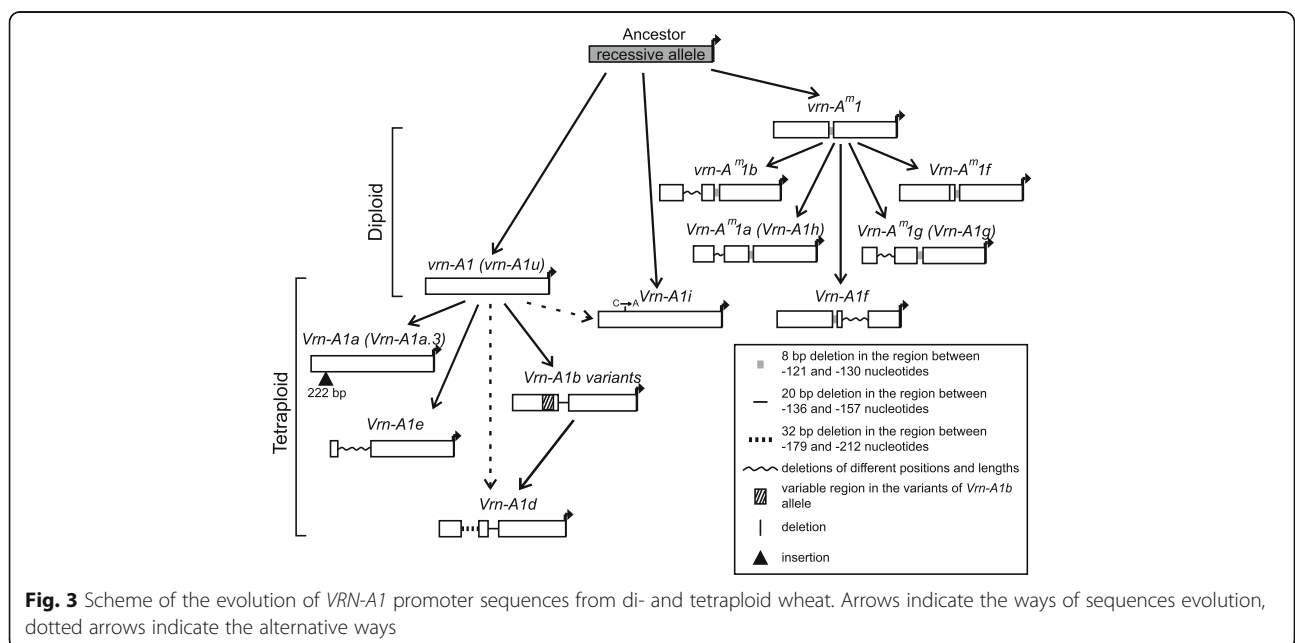 Ancestor
recessive allele
vrn-Aᵐ1
vrn-Aᵐ1b
Vrn-Aᵐ1f
Vrn-Aᵐ1a (Vrn-A1h)
Vrn-Aᵐ1g (Vrn-A1g)
Diploid
vrn-A1 (vrn-A1u)
C→A
Vrn-A1i
Vrn-A1f
Tetraploid
Vrn-A1a (Vrn-A1a.3)
222 bp
Vrn-A1b variants
Vrn-A1e
Vrn-A1d
8 bp deletion in the region between
-121 and -130 nucleotides
20 bp deletion in the region between
-136 and -157 nucleotides
32 bp deletion in the region between
-179 and -212 nucleotides
deletions of different positions and lengths
variable region in the variants of Vrn-A1b
allele
deletion
insertion
Fig. 3 Scheme of the evolution of VRN-A1 promoter sequences from di- and tetraploid wheat. Arrows indicate the ways of sequences evolution,
dotted arrows indicate the alternative ways